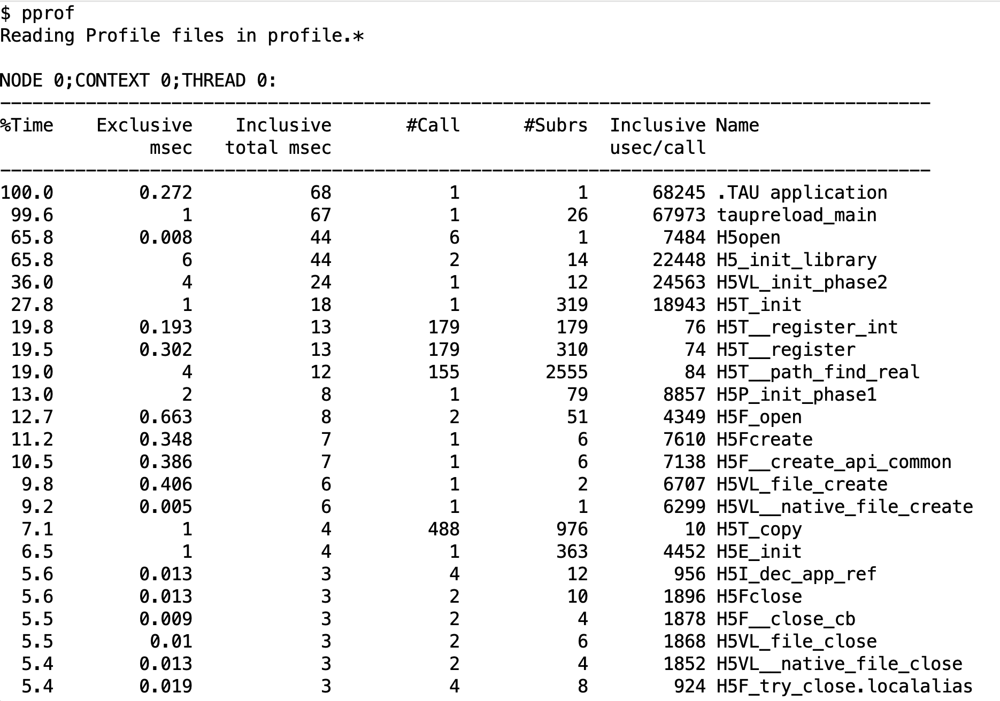 $ pprof
Reading Profile files in profile.*

NODE 0;CONTEXT 0;THREAD 0:
---------------------------------------------------------------------------------------
%Time    Exclusive    Inclusive       #Call      #Subrs  Inclusive Name
              msec   total msec                          usec/call
---------------------------------------------------------------------------------------
100.0        0.272           68           1           1      68245 .TAU application
 99.6            1           67           1          26      67973 taupreload_main
 65.8        0.008           44           6           1       7484 H5open
 65.8            6           44           2          14      22448 H5_init_library
 36.0            4           24           1          12      24563 H5VL_init_phase2
 27.8            1           18           1         319      18943 H5T_init
 19.8        0.193           13         179         179         76 H5T__register_int
 19.5        0.302           13         179         310         74 H5T__register
 19.0            4           12         155        2555         84 H5T__path_find_real
 13.0            2            8           1          79       8857 H5P_init_phase1
 12.7        0.663            8           2          51       4349 H5F_open
 11.2        0.348            7           1           6       7610 H5Fcreate
 10.5        0.386            7           1           6       7138 H5F__create_api_common
  9.8        0.406            6           1           2       6707 H5VL_file_create
  9.2        0.005            6           1           1       6299 H5VL__native_file_create
  7.1            1            4         488         976         10 H5T_copy
  6.5            1            4           1         363       4452 H5E_init
  5.6        0.013            3           4          12        956 H5I_dec_app_ref
  5.6        0.013            3           2          10       1896 H5Fclose
  5.5        0.009            3           2           4       1878 H5F__close_cb
  5.5         0.01            3           2           6       1868 H5VL_file_close
  5.4        0.013            3           2           4       1852 H5VL__native_file_close
  5.4        0.019            3           4           8        924 H5F_try_close.localalias